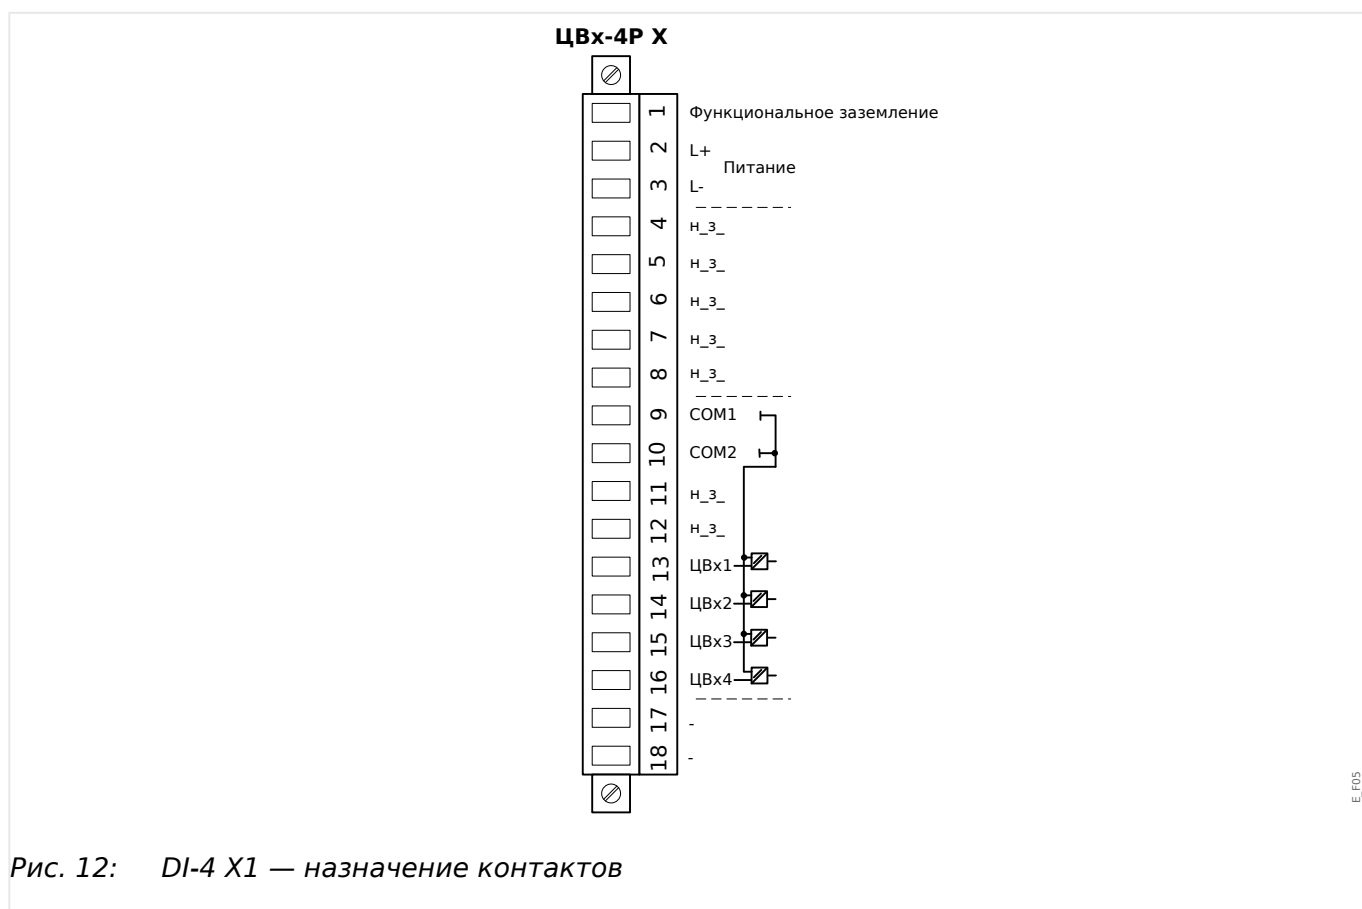 ЦВх-4P X
1 Функциональное заземление
2 L+
Питание
3 L-
4 н_з_
5 н_з_
6 н_з_
7 н_з_
8 н_з_
9 COM1
10 COM2
11 н_з_
12 н_з_
13 ЦВх1
14 ЦВх2
15 ЦВх3
16 ЦВх4
17 -
18 -
E_F05
Рис. 12: DI-4 X1 — назначение контактов